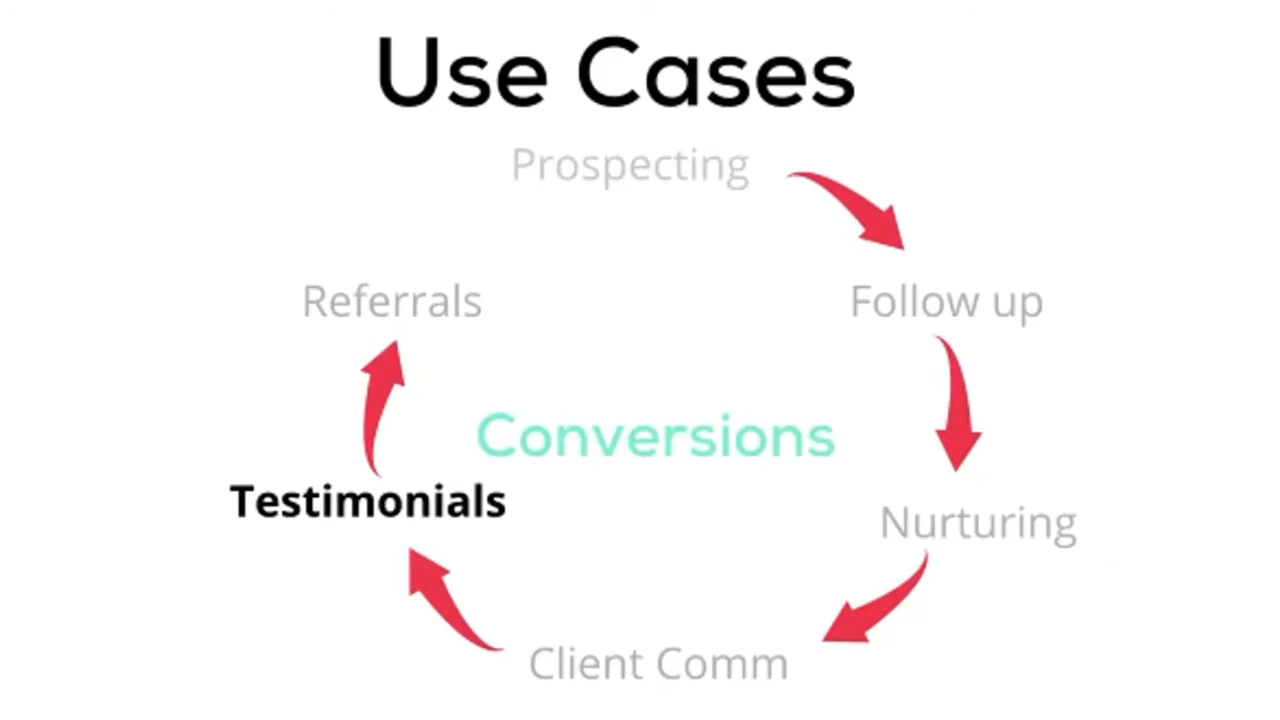 Use Cases
Prospecting
Referrals
Follow up
Conversions
Testimonials
Nurturing
Client Comm